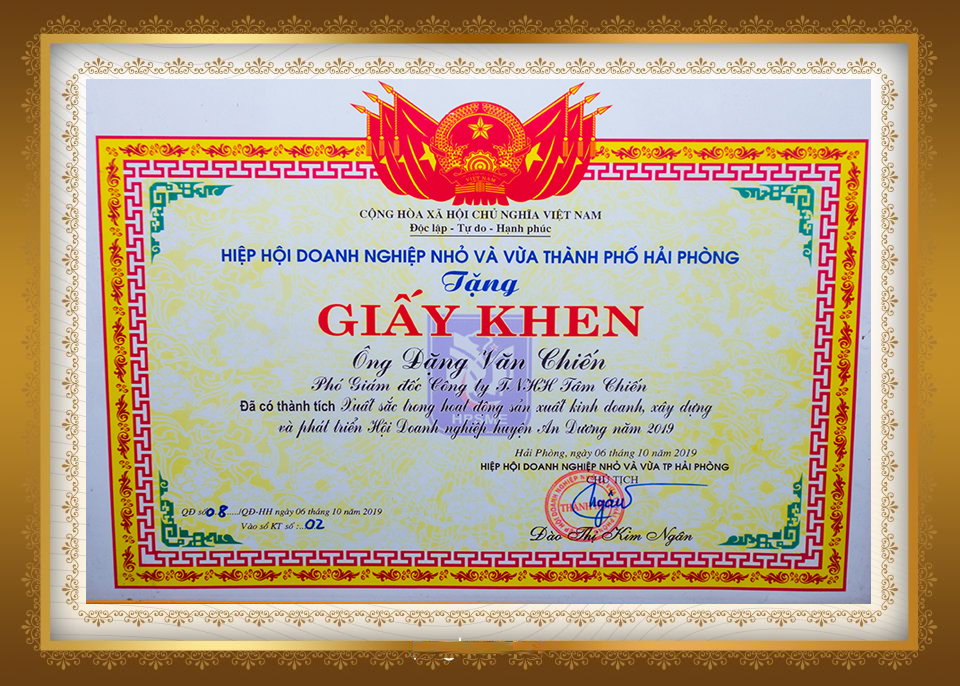 VIỆT NAM
CỘNG HÒA XÃ HỘI CHỦ NGHĨA VIỆT NAM
Độc lập - Tự do - Hạnh phúc
HIỆP HỘI DOANH NGHIỆP NHỎ VÀ VỪA THÀNH PHỐ HẢI PHÒNG
Tặng
GIẤY KHEN
Ông Đặng Văn Chiến
Phó Giám đốc Công ty TNHH Tâm Chiến
Đã có thành tích Xuất sắc trong hoạt động sản xuất kinh doanh, xây dựng
và phát triển Hội Doanh nghiệp huyện An Dương năm 2019
Hải Phòng, ngày 06 tháng 10 năm 2019
HIỆP HỘI DOANH NGHIỆP NHỎ VÀ VỪA TP HẢI PHÒNG
CHỦ TỊCH
QĐ số 08..../QĐ-HH ngày 06 tháng 10 năm 2019
Vào sổ KT số :..02
Ngân
Đào Thị Kim Ngân